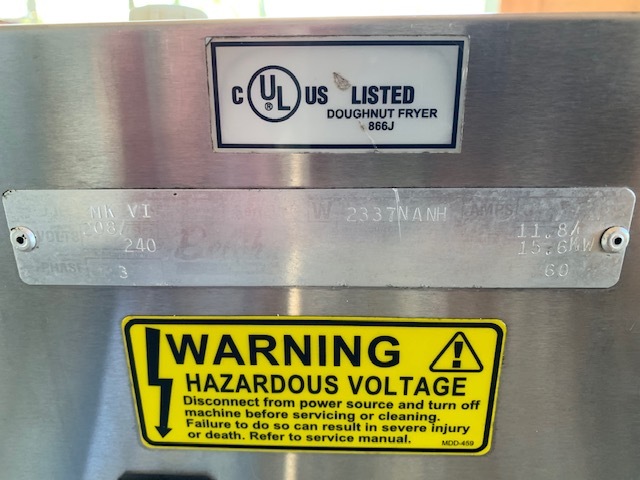 C UL ® US LISTED
DOUGHNUT FRYER
866J
MK VI W 2337NANH
VOLTS 208/ 11.8/
240 15.6KW
PHASE 3 60
WARNING
HAZARDOUS VOLTAGE
Disconnect from power source and turn off
machine before servicing or cleaning.
Failure to do so can result in severe injury
or death. Refer to service manual.
MDD-459